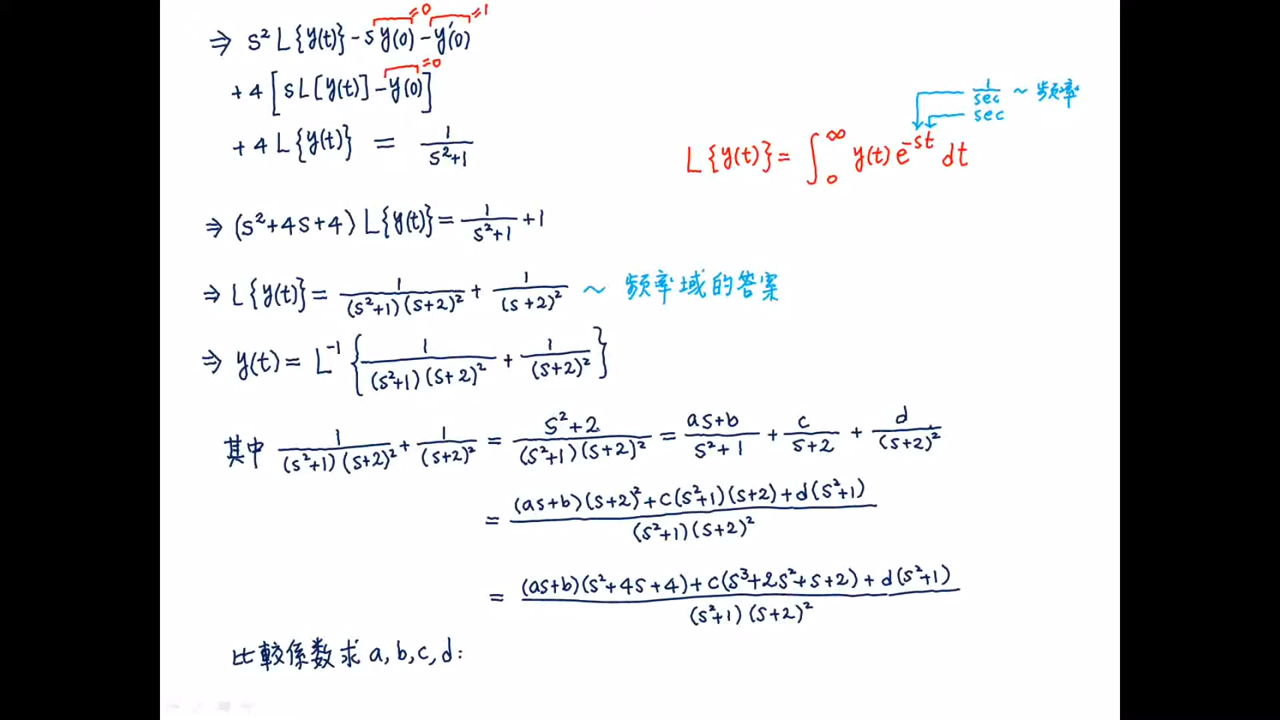 =0 =1
⇒ s² L{y(t)} - s y(0) - y'(0)
=0
+ 4 [ s L[y(t)] - y(0) ]
+ 4 L{y(t)} = 1/(s²+1)
1/sec ~ 频率
sec
L{y(t)} = ∫₀^∞ y(t) e^(-st) dt
⇒ (s²+4s+4) L{y(t)} = 1/(s²+1) + 1
⇒ L{y(t)} = 1/((s²+1)(s+2)²) + 1/(s+2)² ~ 频率域的答案
⇒ y(t) = L⁻¹ { 1/((s²+1)(s+2)²) + 1/(s+2)² }
其中 1/((s²+1)(s+2)²) + 1/(s+2)² = (s²+2)/((s²+1)(s+2)²) = (as+b)/(s²+1) + c/(s+2) + d/(s+2)²
= ((as+b)(s+2)²+c(s²+1)(s+2)+d(s²+1))/((s²+1)(s+2)²)
= ((as+b)(s²+4s+4)+c(s³+2s²+s+2)+d(s²+1))/((s²+1)(s+2)²)
比較係数求 a, b, c, d: